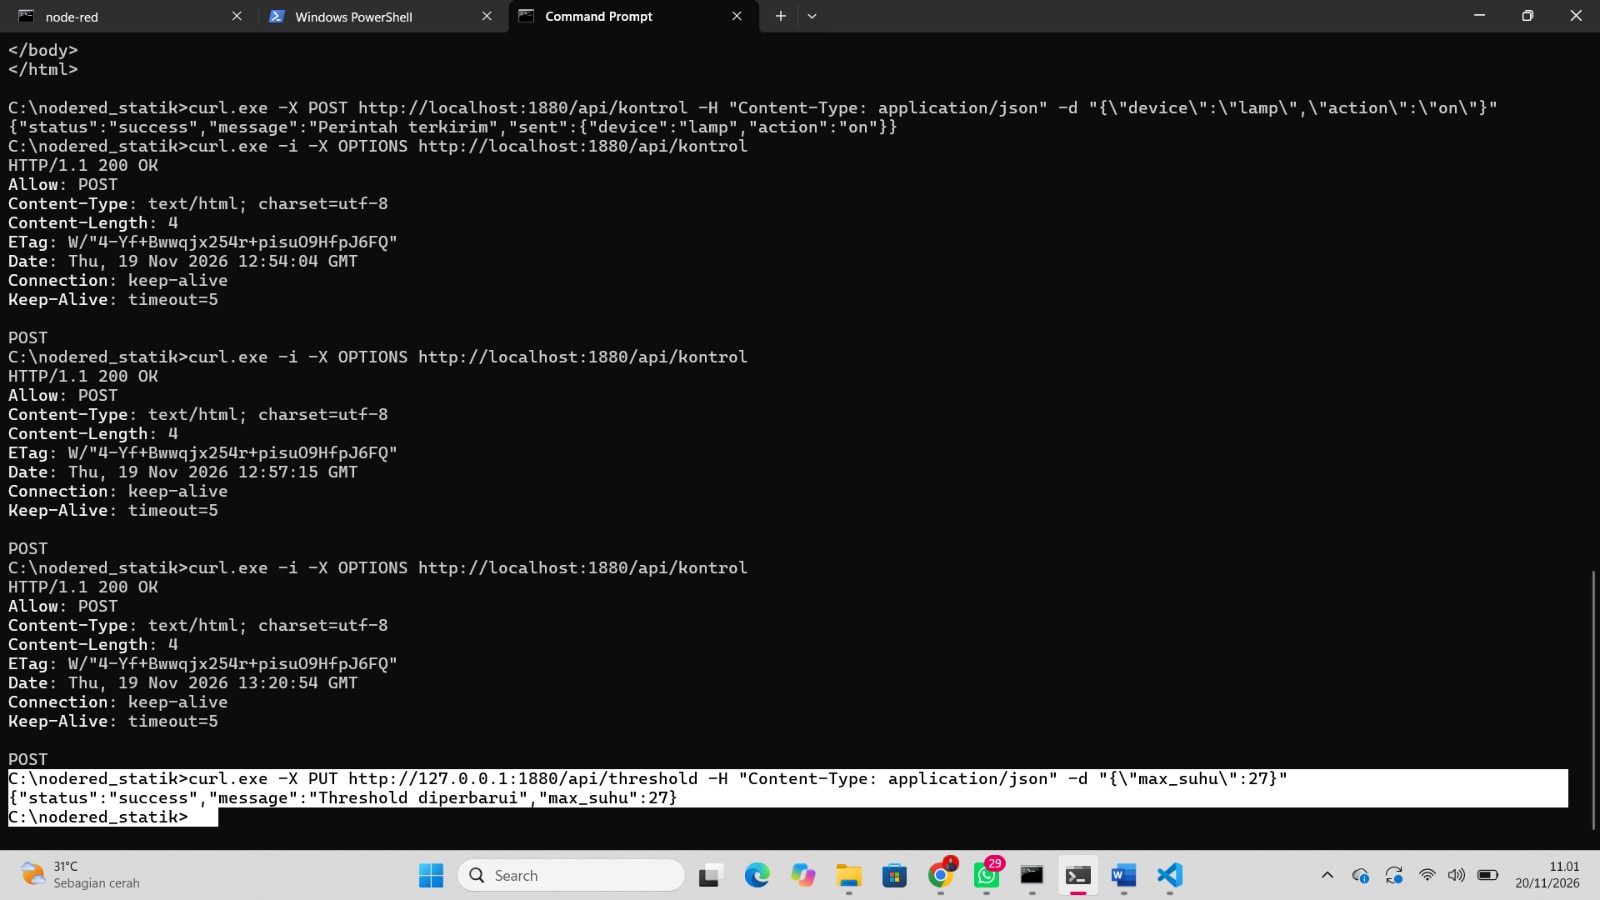 node-red
Windows PowerShell
Command Prompt
</body>
</html>
C:\nodered_statik>curl.exe -X POST http://localhost:1880/api/kontrol -H "Content-Type: application/json" -d "{\"device\":\"lamp\",\"action\":\"on\"}"
{"status":"success","message":"Perintah terkirim","sent":{"device":"lamp","action":"on"}}
C:\nodered_statik>curl.exe -i -X OPTIONS http://localhost:1880/api/kontrol
HTTP/1.1 200 OK
Allow: POST
Content-Type: text/html; charset=utf-8
Content-Length: 4
ETag: W/"4-Yf+Bwwqjx254r+pisuO9HfpJ6FQ"
Date: Thu, 19 Nov 2026 12:54:04 GMT
Connection: keep-alive
Keep-Alive: timeout=5
POST
C:\nodered_statik>curl.exe -i -X OPTIONS http://localhost:1880/api/kontrol
HTTP/1.1 200 OK
Allow: POST
Content-Type: text/html; charset=utf-8
Content-Length: 4
ETag: W/"4-Yf+Bwwqjx254r+pisuO9HfpJ6FQ"
Date: Thu, 19 Nov 2026 12:57:15 GMT
Connection: keep-alive
Keep-Alive: timeout=5
POST
C:\nodered_statik>curl.exe -i -X OPTIONS http://localhost:1880/api/kontrol
HTTP/1.1 200 OK
Allow: POST
Content-Type: text/html; charset=utf-8
Content-Length: 4
ETag: W/"4-Yf+Bwwqjx254r+pisuO9HfpJ6FQ"
Date: Thu, 19 Nov 2026 13:20:54 GMT
Connection: keep-alive
Keep-Alive: timeout=5
POST
C:\nodered_statik>curl.exe -X PUT http://127.0.0.1:1880/api/threshold -H "Content-Type: application/json" -d "{\"max_suhu\":27}"
{"status":"success","message":"Threshold diperbarui","max_suhu":27}
C:\nodered_statik>
31°C
Sebagian cerah
Search
29
11.01
20/11/2026